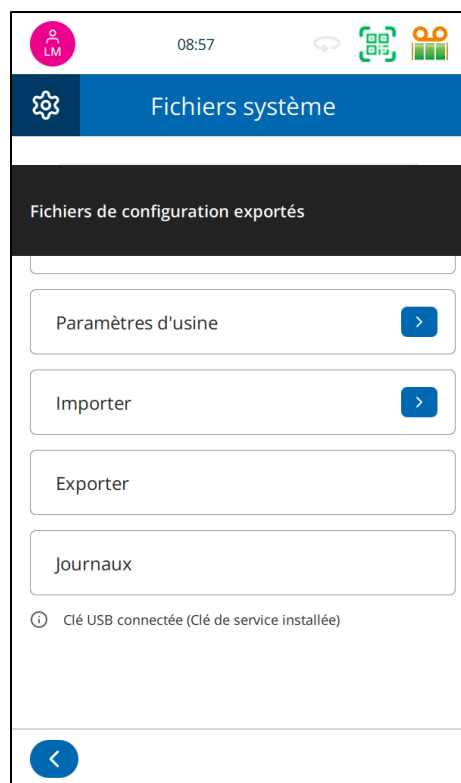 LM
08:57
Fichiers système
Fichiers de configuration exportés
Paramètres d'usine
Importer
Exporter
Journaux
Clé USB connectée (Clé de service installée)